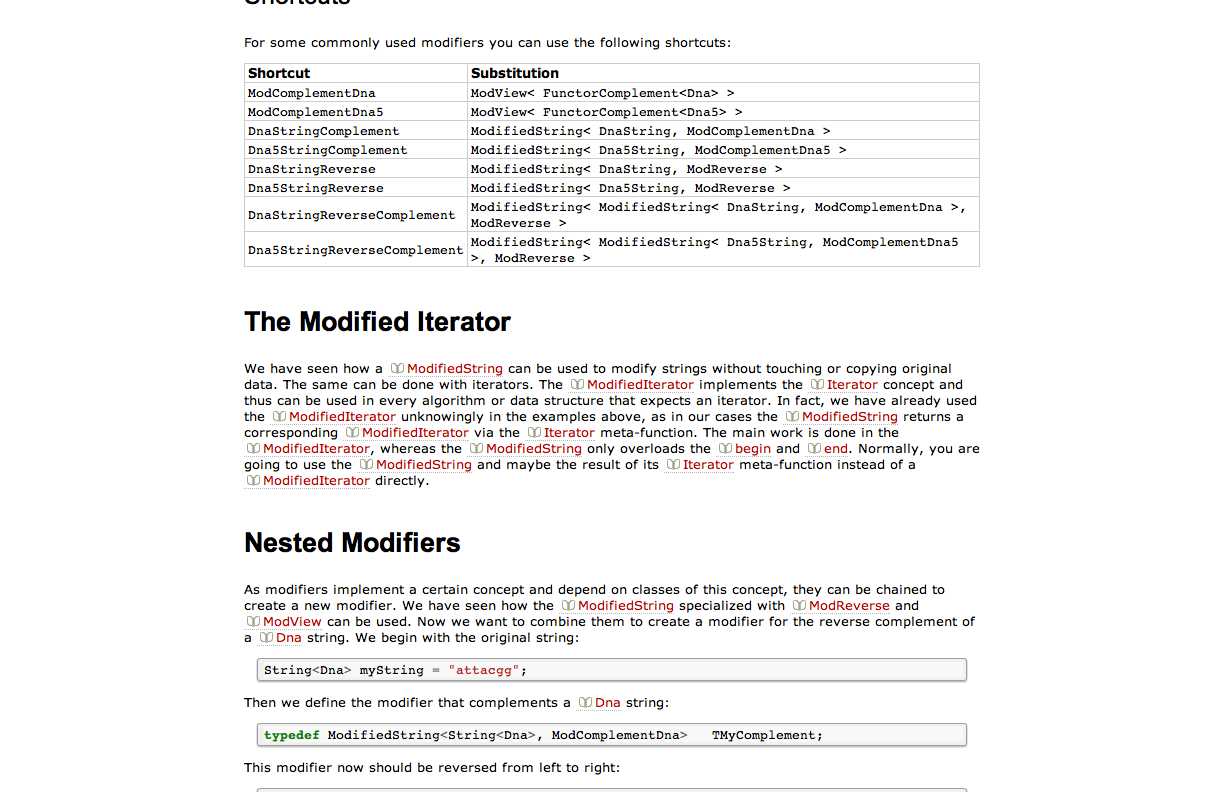 Shortcuts
For some commonly used modifiers you can use the following shortcuts:
Shortcut Substitution
ModComplementDna ModView< FunctorComplement<Dna> >
ModComplementDna5 ModView< FunctorComplement<Dna5> >
DnaStringComplement ModifiedString< DnaString, ModComplementDna >
Dna5StringComplement ModifiedString< Dna5String, ModComplementDna5 >
DnaStringReverse ModifiedString< DnaString, ModReverse >
Dna5StringReverse ModifiedString< Dna5String, ModReverse >
DnaStringReverseComplement ModifiedString< ModifiedString< DnaString, ModComplementDna >,
ModReverse >
Dna5StringReverseComplement ModifiedString< ModifiedString< Dna5String, ModComplementDna5
>, ModReverse >
The Modified Iterator
We have seen how a ModifiedString can be used to modify strings without touching or copying original
data. The same can be done with iterators. The ModifiedIterator implements the Iterator concept and
thus can be used in every algorithm or data structure that expects an iterator. In fact, we have already used
the ModifiedIterator unknowingly in the examples above, as in our cases the ModifiedString returns a
corresponding ModifiedIterator via the Iterator meta-function. The main work is done in the
ModifiedIterator, whereas the ModifiedString only overloads the begin and end. Normally, you are
going to use the ModifiedString and maybe the result of its Iterator meta-function instead of a
ModifiedIterator directly.
Nested Modifiers
As modifiers implement a certain concept and depend on classes of this concept, they can be chained to
create a new modifier. We have seen how the ModifiedString specialized with ModReverse and
ModView can be used. Now we want to combine them to create a modifier for the reverse complement of
a Dna string. We begin with the original string:
String<Dna> myString = "attacgg";
Then we define the modifier that complements a Dna string:
typedef ModifiedString<String<Dna>, ModComplementDna> TMyComplement;
This modifier now should be reversed from left to right: